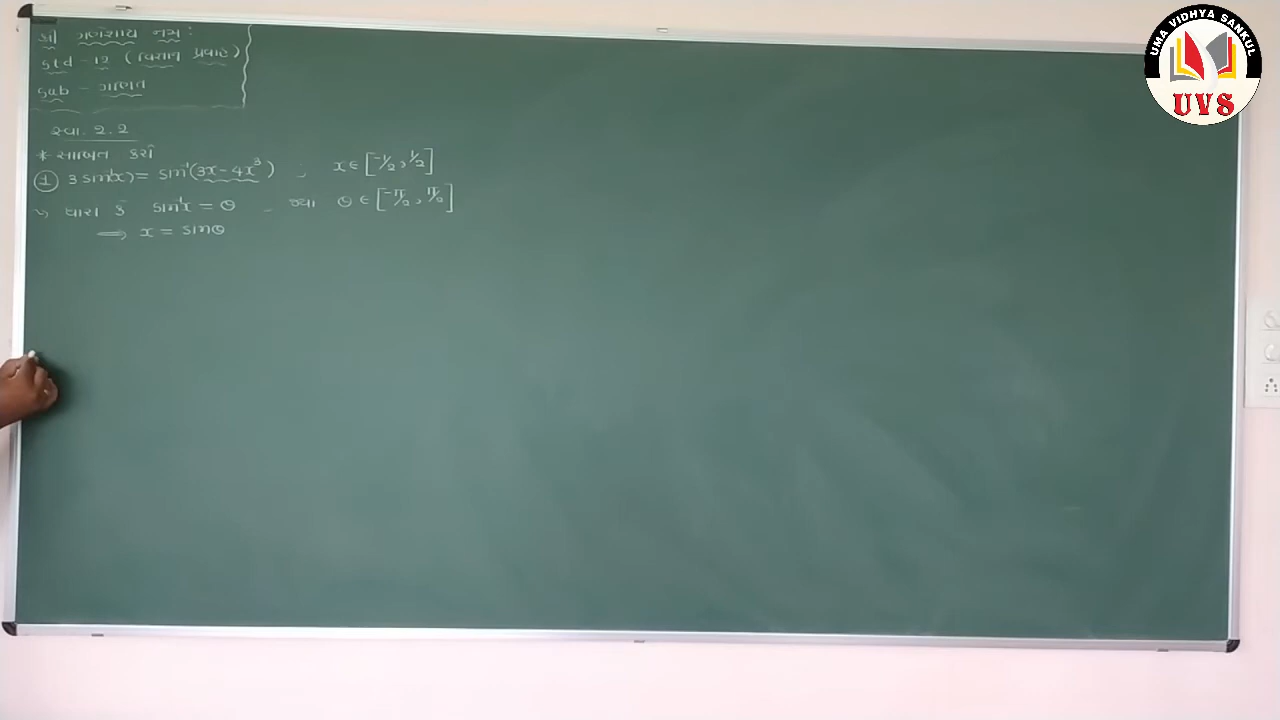 શ્રી ગણેશાય નમ:
Std - 12 (વિજ્ઞાન પ્રવાહ)
Sub - ગણિત
સ્વા. 2.2
* સાબિત કરો
① 3 sin⁻¹(x) = sin⁻¹(3x - 4x³) ; x ∈ [-1/2, 1/2]
→ ધારો કે sin⁻¹x = θ , જ્યાં θ ∈ [-π/2, π/2]
⟹ x = sinθ
UMA VIDHYA SANKUL
UVS